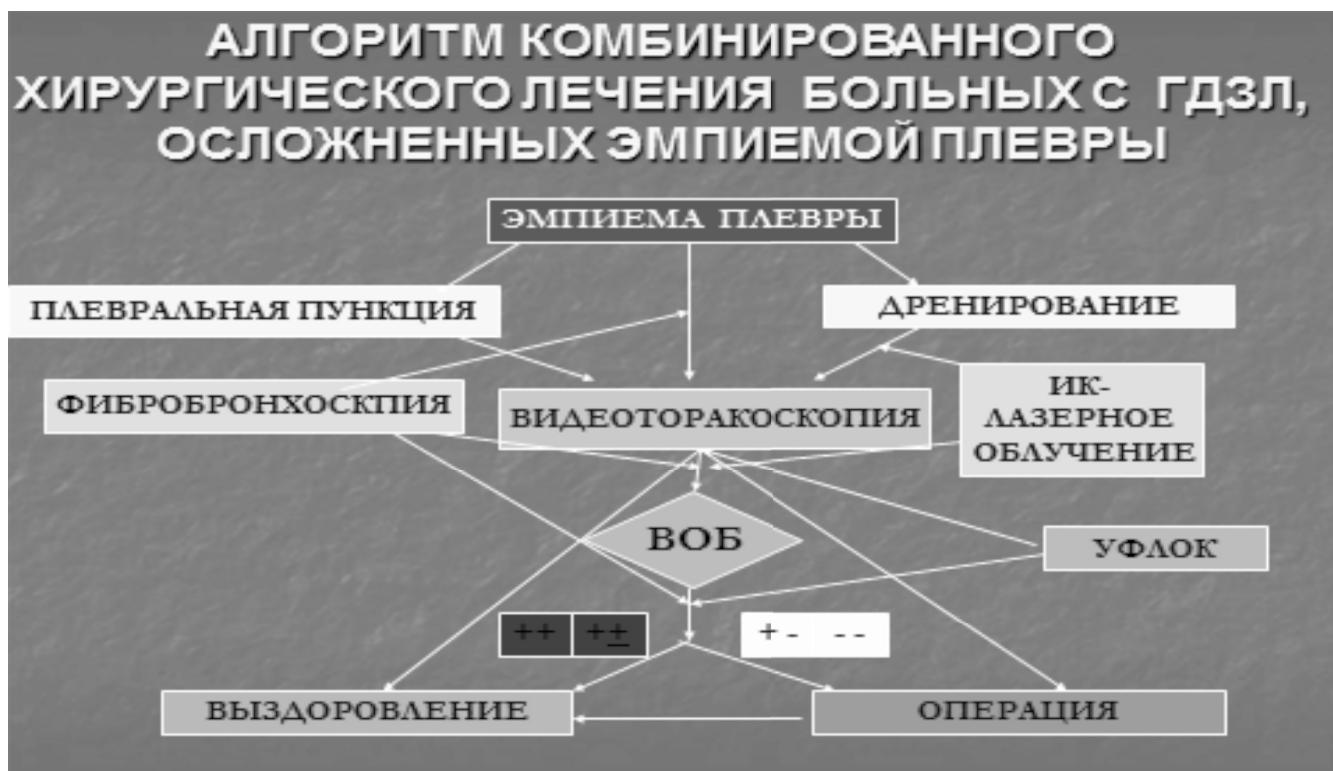 АЛГОРИТМ КОМБИНИРОВАННОГО
ХИРУРГИЧЕСКОГО ЛЕЧЕНИЯ БОЛЬНЫХ С ГДЗЛ,
ОСЛОЖНЕННЫХ ЭМПИЕМОЙ ПЛЕВРЫ
ЭМПИЕМА ПЛЕВРЫ
ПЛЕВРАЛЬНАЯ ПУНКЦИЯ
ДРЕНИРОВАНИЕ
ФИБРОБРОНХОСКТПИЯ
ВИДЕОТОРАКОСКОПИЯ
ИК-
ЛАЗЕРНОЕ
ОБЛУЧЕНИЕ
ВОБ
УФЛОК
++ +±
+- --
ВЫЗДОРОВЛЕНИЕ
ОПЕРАЦИЯ